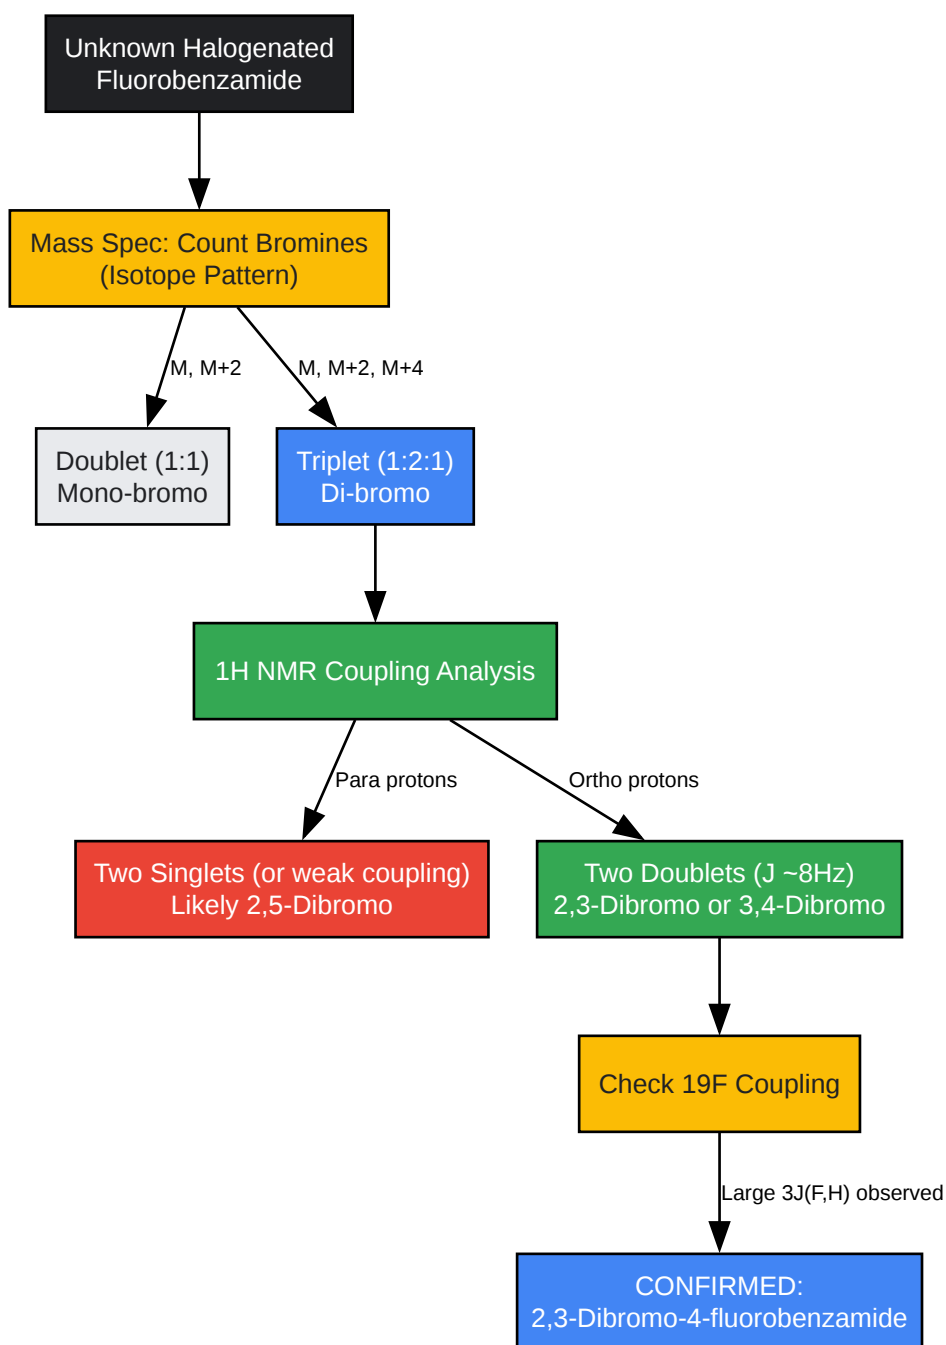 Unknown Halogenated
Fluorobenzamide
Mass Spec: Count Bromines
(Isotope Pattern)
M, M+2
M, M+2, M+4
Doublet (1:1)
Mono-bromo
Triplet (1:2:1)
Di-bromo
1H NMR Coupling Analysis
Para protons
Ortho protons
Two Singlets (or weak coupling)
Likely 2,5-Dibromo
Two Doublets (J ~8Hz)
2,3-Dibromo or 3,4-Dibromo
Check 19F Coupling
Large 3J(F,H) observed
CONFIRMED:
2,3-Dibromo-4-fluorobenzamide